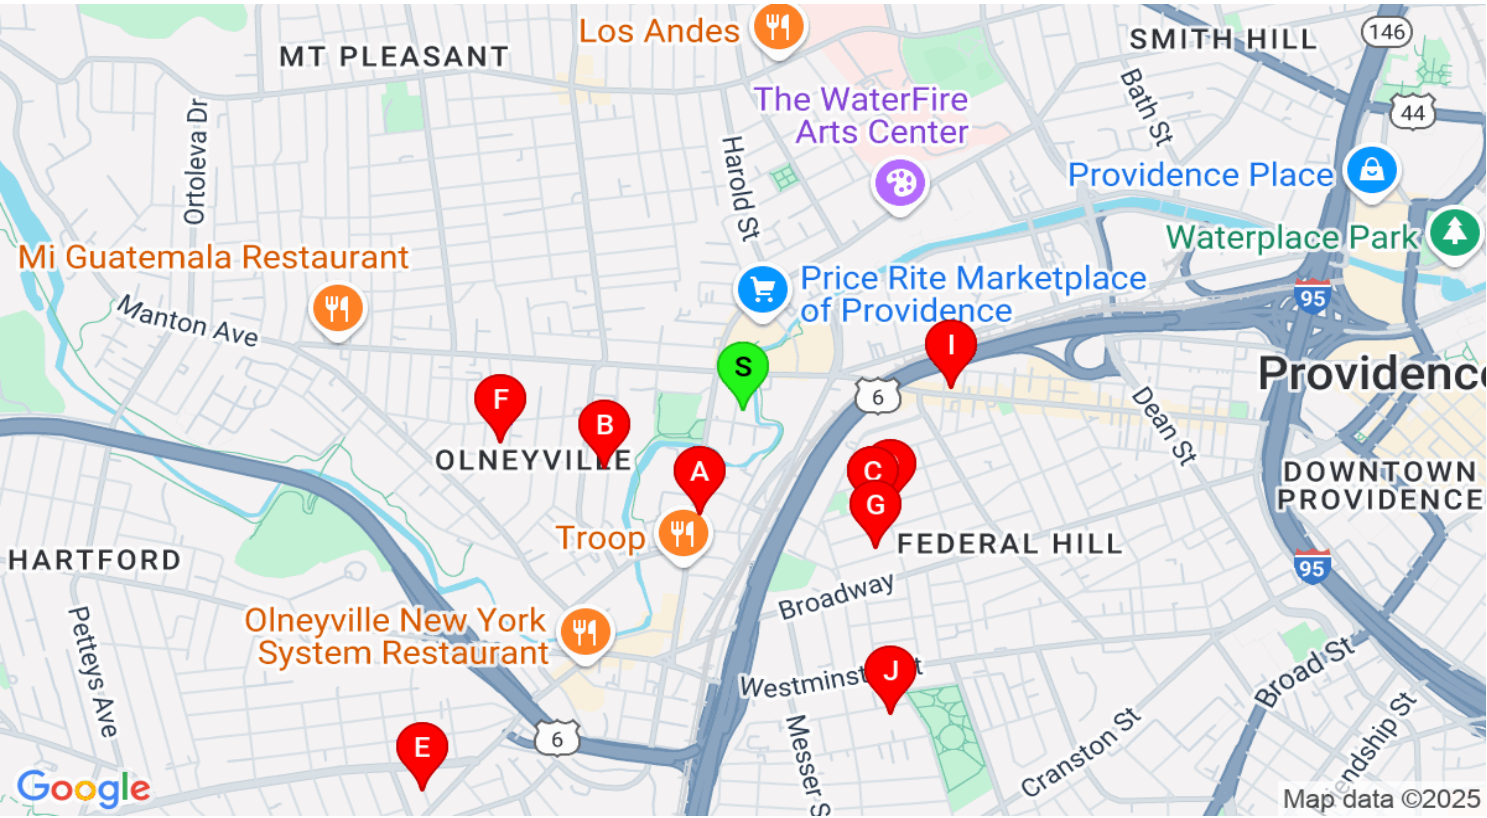 Los Andes
SMITH HILL
146
MT PLEASANT
Bath St
The WaterFire
Arts Center
44
Ortoleva Dr
Harold St
Providence Place
Waterplace Park
Mi Guatemala Restaurant
Price Rite Marketplace
of Providence
95
Manton Ave
I
S
Providence
6
F
B
Dean St
OLNEYVILLE
A
C
DOWNTOWN
PROVIDENCE
G
Troop
FEDERAL HILL
HARTFORD
95
Broadway
Olneyville New York
System Restaurant
Petteys Ave
J
Broad St
6
E
Messer S
Cranston St
Google
Map data ©2025